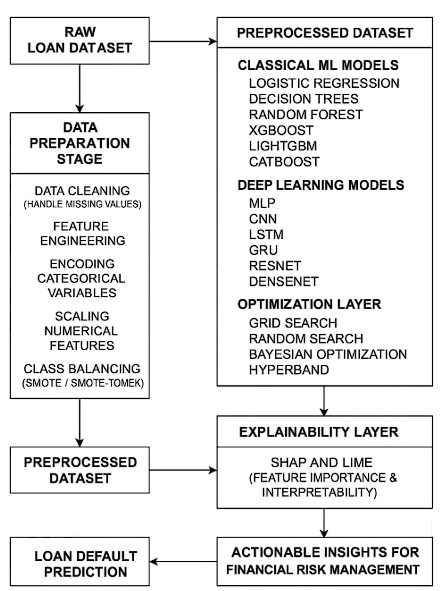 RAW
LOAN DATASET
DATA
PREPARATION
STAGE
DATA CLEANING
(HANDLE MISSING VALUES)
FEATURE
ENGINEERING
ENCODING
CATEGORICAL
VARIABLES
SCALING
NUMERICAL
FEATURES
CLASS BALANCING
(SMOTE / SMOTE-TOMEK)
PREPROCESSED
DATASET
PREPROCESSED DATASET
CLASSICAL ML MODELS
LOGISTIC REGRESSION
DECISION TREES
RANDOM FOREST
XGBOOST
LIGHTGBM
CATBOOST
DEEP LEARNING MODELS
MLP
CNN
LSTM
GRU
RESNET
DENSENET
OPTIMIZATION LAYER
GRID SEARCH
RANDOM SEARCH
BAYESIAN OPTIMIZATION
HYPERBAND
EXPLAINABILITY LAYER
SHAP AND LIME
(FEATURE IMPORTANCE &
INTERPRETABILITY)
ACTIONABLE INSIGHTS FOR
FINANCIAL RISK MANAGEMENT
LOAN DEFAULT
PREDICTION